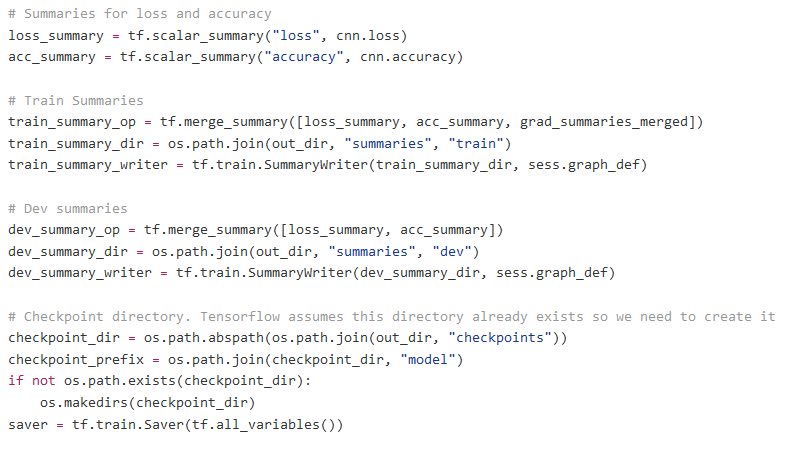 # Summaries for loss and accuracy
loss_summary = tf.scalar_summary("loss", cnn.loss)
acc_summary = tf.scalar_summary("accuracy", cnn.accuracy)

# Train Summaries
train_summary_op = tf.merge_summary([loss_summary, acc_summary, grad_summaries_merged])
train_summary_dir = os.path.join(out_dir, "summaries", "train")
train_summary_writer = tf.train.SummaryWriter(train_summary_dir, sess.graph_def)

# Dev summaries
dev_summary_op = tf.merge_summary([loss_summary, acc_summary])
dev_summary_dir = os.path.join(out_dir, "summaries", "dev")
dev_summary_writer = tf.train.SummaryWriter(dev_summary_dir, sess.graph_def)

# Checkpoint directory. Tensorflow assumes this directory already exists so we need to create it
checkpoint_dir = os.path.abspath(os.path.join(out_dir, "checkpoints"))
checkpoint_prefix = os.path.join(checkpoint_dir, "model")
if not os.path.exists(checkpoint_dir):
    os.makedirs(checkpoint_dir)
saver = tf.train.Saver(tf.all_variables())